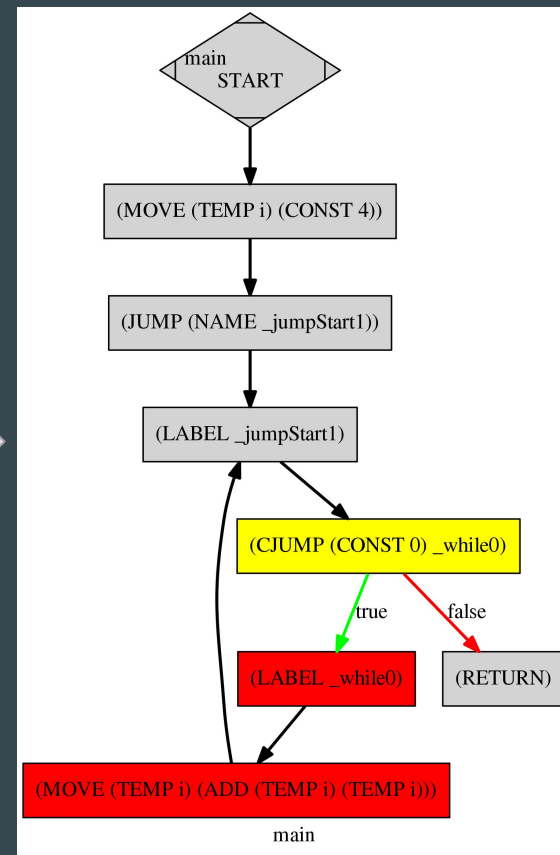 main
START
(MOVE (TEMP i) (CONST 4))
(JUMP (NAME _jumpStart1))
(LABEL _jumpStart1)
(CJUMP (CONST 0) _while0)
true
false
(LABEL _while0)
(RETURN)
(MOVE (TEMP i) (ADD (TEMP i) (TEMP i)))
main